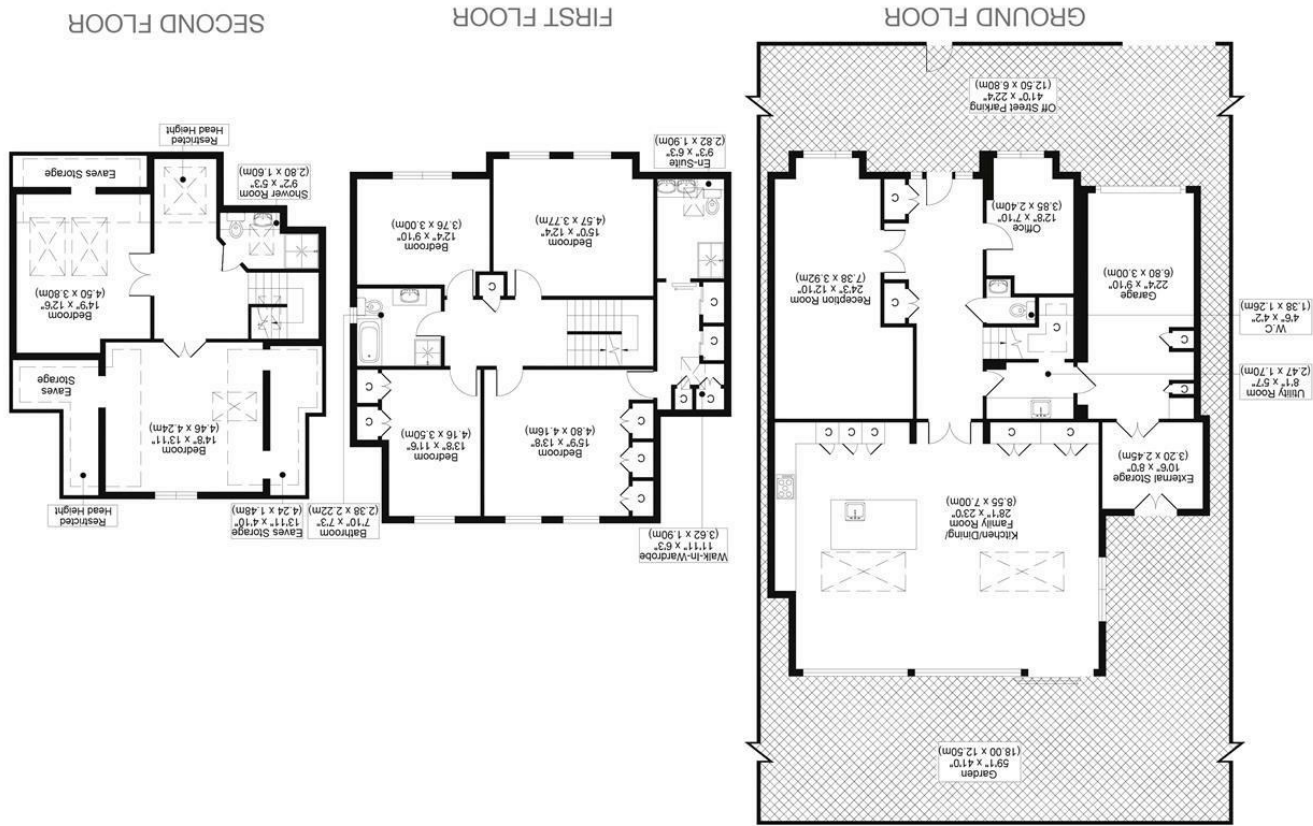 Garden
59'1" x 41'0"
(18.00 12.50m)
External Storage
10'6" x 8'0"
(3.20 2.45m)
Kitchen/Dining/
Family Room
28'1" x 23'0"
(8.55 7.00m)
C
C
C
C
C
Utility Room
8'1" x 5'7"
(2.47 1.70m)
W.C
4'6" x 4'2"
(1.38 1.26m)
C
C
C
Garage
22'4" x 9'10"
(6.80 3.00m)
Office
12'8" x 7'10"
(3.85 2.40m)
C
C
Reception Room
24'3" x 12'10"
(7.38 3.92m)
Off Street Parking
41'0" x 22'4"
(12.50 6.80m)
GROUND FLOOR
Walk-In-Wardrobe
11'11" x 6'3"
(3.62 1.90m)
Bathroom
7'10" x 7'3"
(2.38 2.22m)
C
C
C
Bedroom
15'9" x 13'8"
(4.80 4.16m)
Bedroom
13'8" x 11'6"
(4.16 3.50m)
C
C
C
C
C
C
C
Bedroom
15'0" x 12'4"
(4.57 3.77m)
Bedroom
12'4" x 9'10"
(3.76 3.00m)
En-Suite
9'3" x 6'3"
(2.82 1.90m)
FIRST FLOOR
Eaves Storage
13'11" x 4'10"
(4.24 1.48m)
Restricted
Head Height
Bedroom
14'8" x 13'11"
(4.46 4.24m)
Eaves
Storage
Bedroom
14'9" x 12'6"
(4.50 3.80m)
Shower Room
9'2" x 5'3"
(2.80 1.60m)
Eaves Storage
Restricted
Head Height
SECOND FLOOR